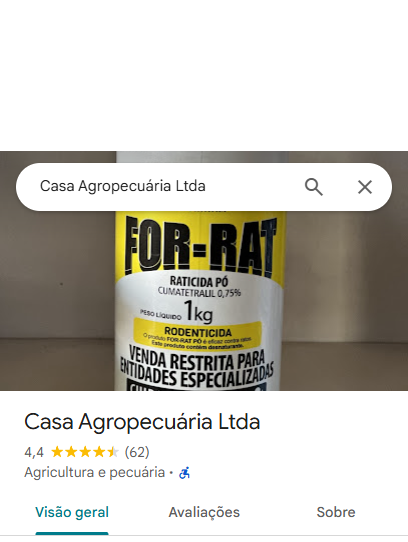 Casa Agropecuária Ltda
FOR-RAT
RATICIDA PÓ
CUMATETRALIL 0,75%
PESO LÍQUIDO 1kg
RODENTICIDA
O produto FOR-RAT PÓ é eficaz contra ratos
Este produto contém desnaturante.
VENDA RESTRITA PARA
ENTIDADES ESPECIALIZADAS
Casa Agropecuária Ltda
4,4 (62)
Agricultura e pecuária ·
Visão geral Avaliações Sobre